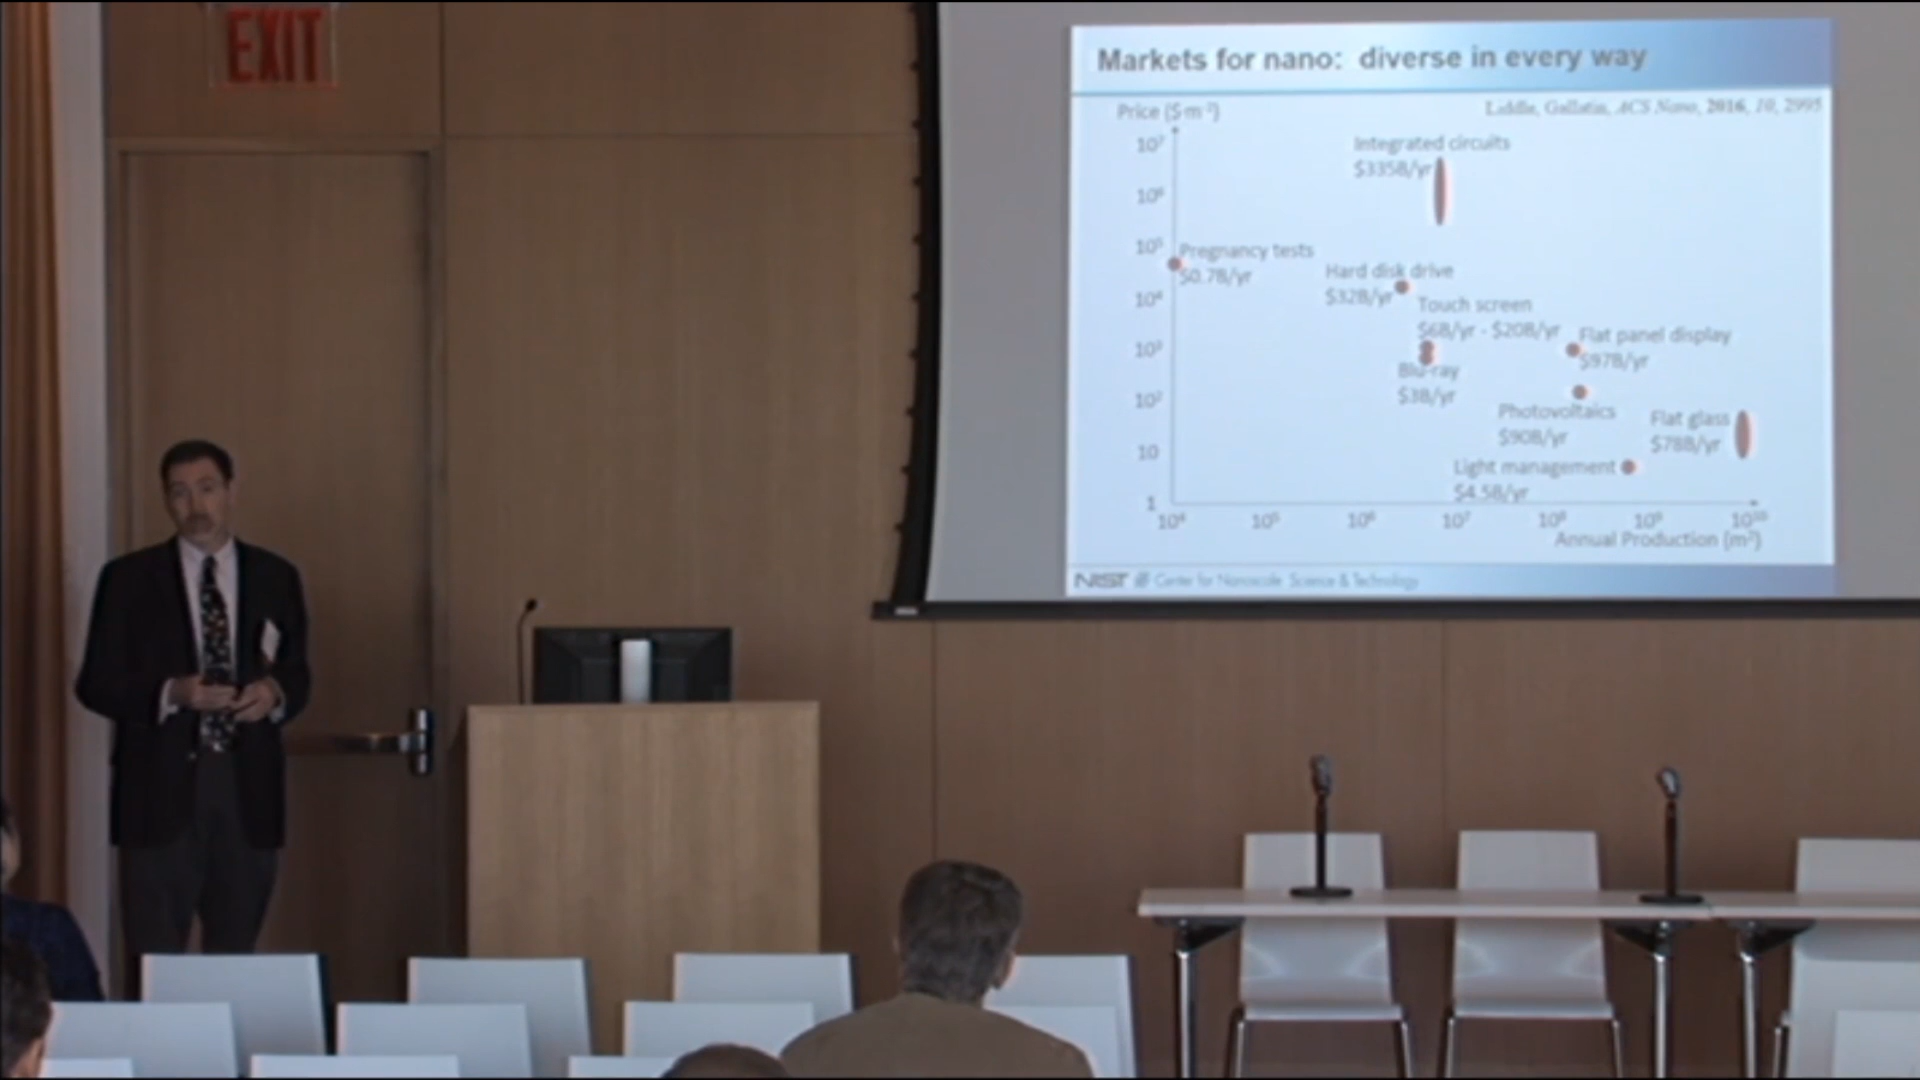 EXIT
Markets for nano: diverse in every way
Price ($·m⁻²)
Liddle, Gallatin, ACS Nano, 2016, 10, 2995
10⁷
Integrated circuits
$335B/yr
10⁶
10⁵
Pregnancy tests
$0.7B/yr
Hard disk drive
$32B/yr
10⁴
Touch screen
$6B/yr - $20B/yr
Flat panel display
$97B/yr
10³
Blu-ray
$3B/yr
10²
Photovoltaics
$90B/yr
Flat glass
$78B/yr
10
Light management
$4.5B/yr
1
10⁴ 10⁵ 10⁶ 10⁷ 10⁸ 10⁹ 10¹⁰
Annual Production (m²)
NIST Center for Nanoscale Science & Technology